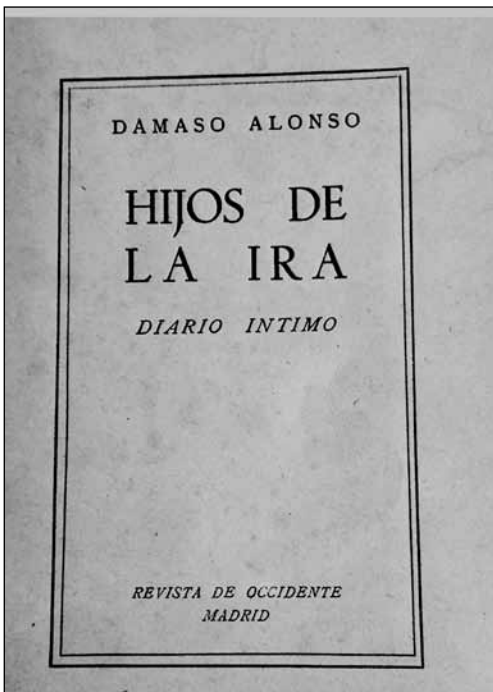 DAMASO ALONSO
HIJOS DE
LA IRA
DIARIO INTIMO
REVISTA DE OCCIDENTE
MADRID